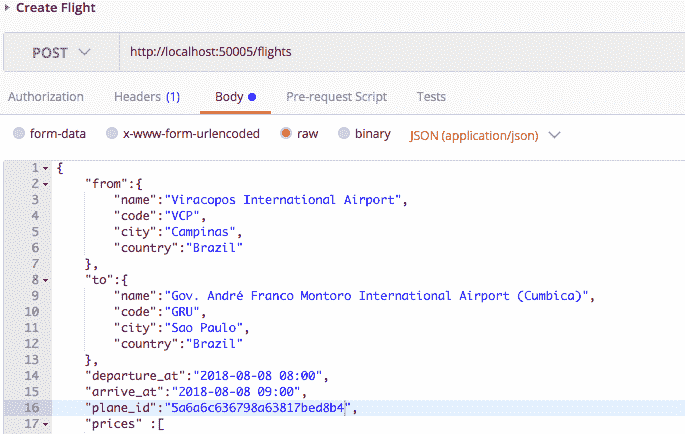 Create Flight
POST http://localhost:50005/flights
Authorization Headers (1) Body Pre-request Script Tests
form-data x-www-form-urlencoded raw binary JSON (application/json)
1 {
2 "from":{
3 "name":"Viracopos International Airport",
4 "code":"VCP",
5 "city":"Campinas",
6 "country":"Brazil"
7 },
8 "to":{
9 "name":"Gov. André Franco Montoro International Airport (Cumbica)",
10 "code":"GRU",
11 "city":"Sao Paulo",
12 "country":"Brazil"
13 },
14 "departure_at":"2018-08-08 08:00",
15 "arrive_at":"2018-08-08 09:00",
16 "plane_id":"5a6a6c636798a63817bed8b4",
17 "prices" :[